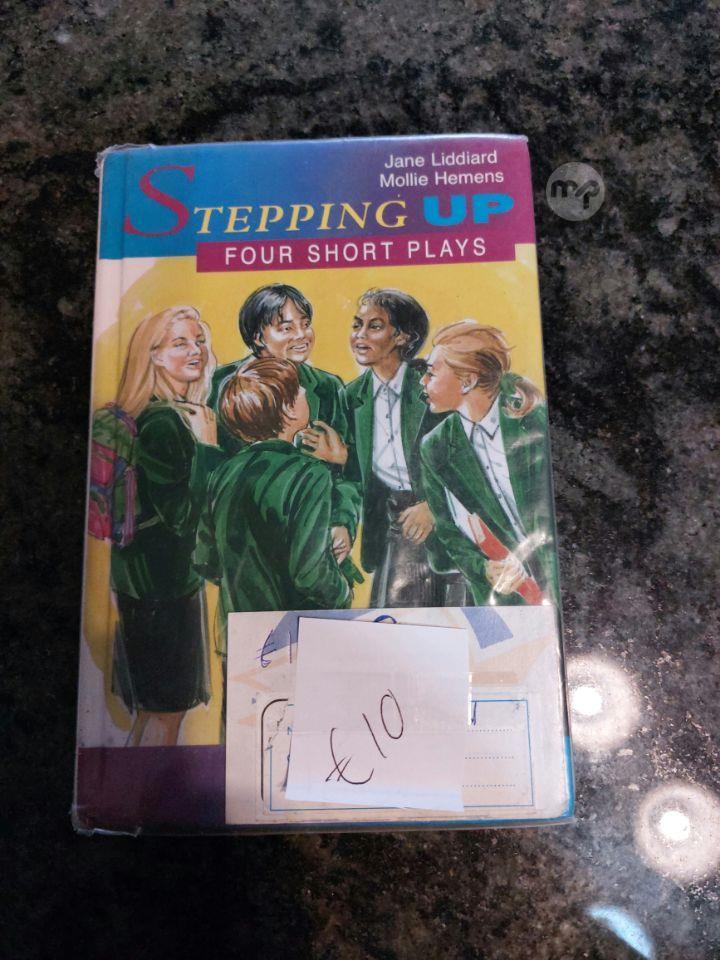 Jane Liddiard
Mollie Hemens
STEPPING UP
FOUR SHORT PLAYS
€10